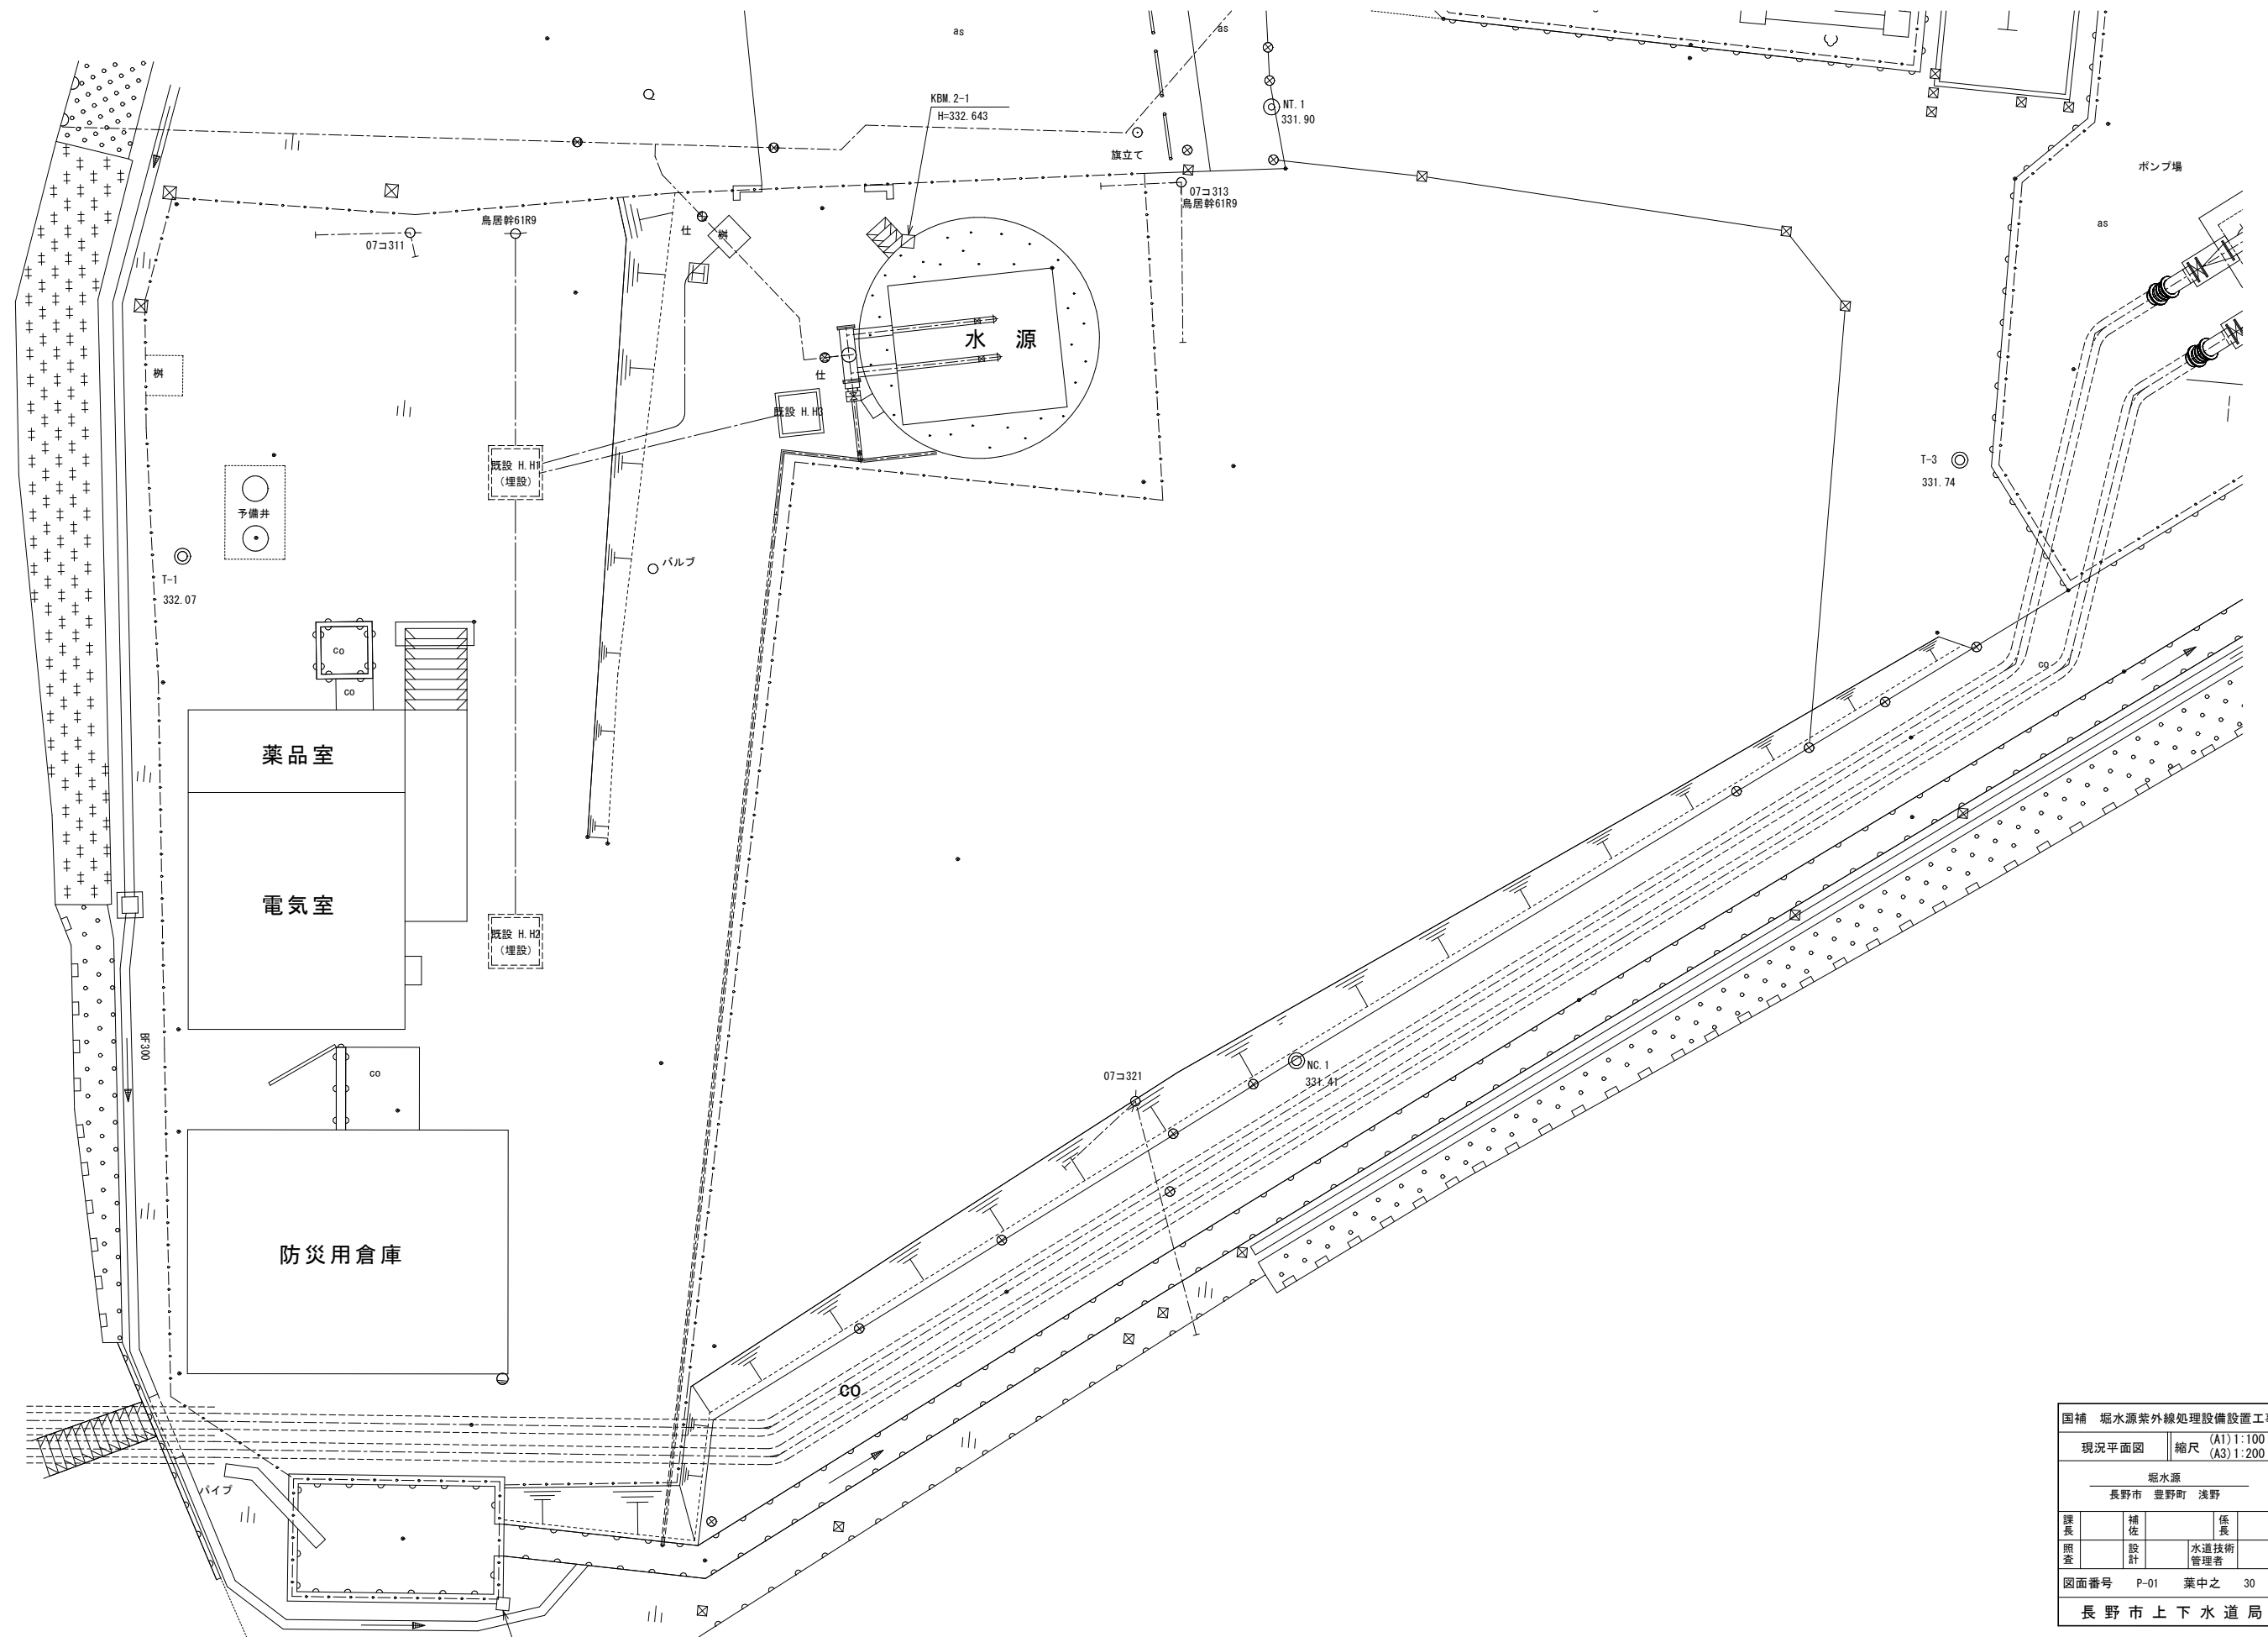 as
as
KBM.2-1
H=332.643
NT.1
331.90
旗立て
ポンプ場
07コ313
鳥居幹61R9
鳥居幹61R9
07コ311
仕
桝
as
水　源
桝
仕
既設 H.H3
T-3
331.74
既設 H.H1
(埋設)
予備井
バルブ
T-1
332.07
co
co
co
薬品室
電気室
既設 H.H2
(埋設)
BF300
co
NC.1
331.41
07コ321
防災用倉庫
CO
パイプ
国補　堀水源紫外線処理設備設置工
現況平面図
縮尺
(A1)1:100
(A3)1:200
堀水源
長野市　豊野町　浅野
課長
補佐
係長
照査
設計
水道技術管理者
図面番号　P-01　葉中之　30
長野市上下水道局